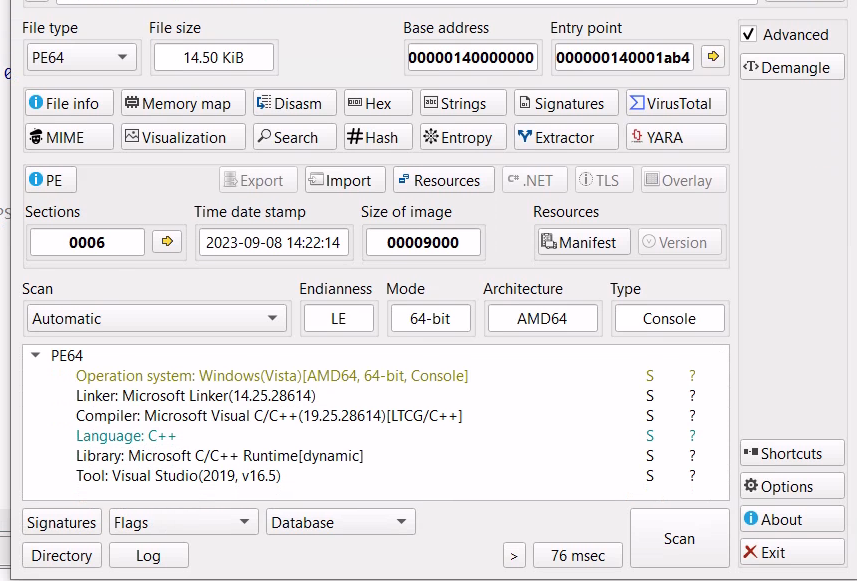 File type File size Base address Entry point
PE64 14.50 KiB 00000140000000 000000140001ab4
Advanced
Demangle
File info Memory map Disasm Hex Strings Signatures VirusTotal
MIME Visualization Search Hash Entropy Extractor YARA
PE Export Import Resources C# .NET TLS Overlay
Sections Time date stamp Size of image Resources
0006 2023-09-08 14:22:14 00009000 Manifest Version
Scan Endianness Mode Architecture Type
Automatic LE 64-bit AMD64 Console
PE64
Operation system: Windows(Vista)[AMD64, 64-bit, Console] S ?
Linker: Microsoft Linker(14.25.28614) S ?
Compiler: Microsoft Visual C/C++(19.25.28614)[LTCG/C++] S ?
Language: C++ S ?
Library: Microsoft C/C++ Runtime[dynamic] S ?
Tool: Visual Studio(2019, v16.5) S ?
Shortcuts
Options
About
Exit
Signatures Flags Database Scan
Directory Log > 76 msec